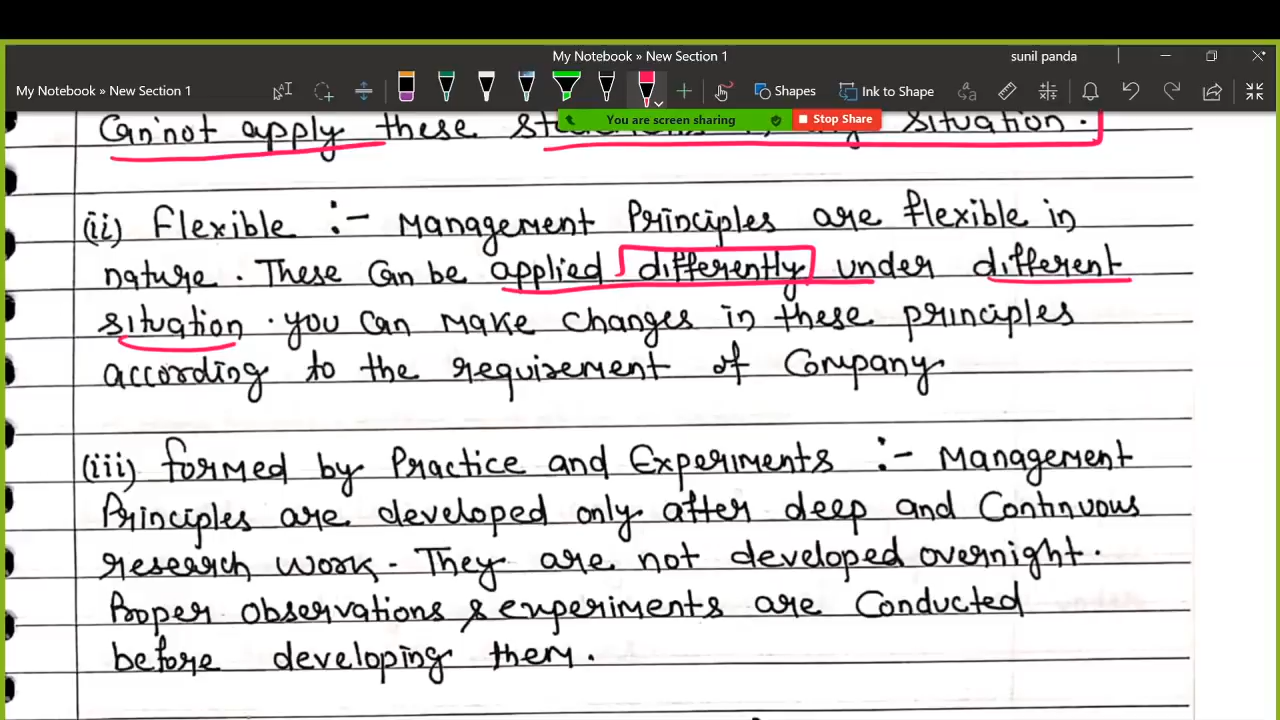 My Notebook » New Section 1
sunil panda
My Notebook » New Section 1
Shapes
Ink to Shape
You are screen sharing
Stop Share
Can'not apply these situation.
(ii) Flexible :- Management Principles are flexible in
nature. These Can be applied differently under different
situation. you can make changes in these principles
according to the requirement of Company
(iii) formed by Practice and Experiments :- Management
Principles are developed only after deep and Continuous
research work. They are not developed overnight.
Proper observations & experiments are Conducted
before developing them.